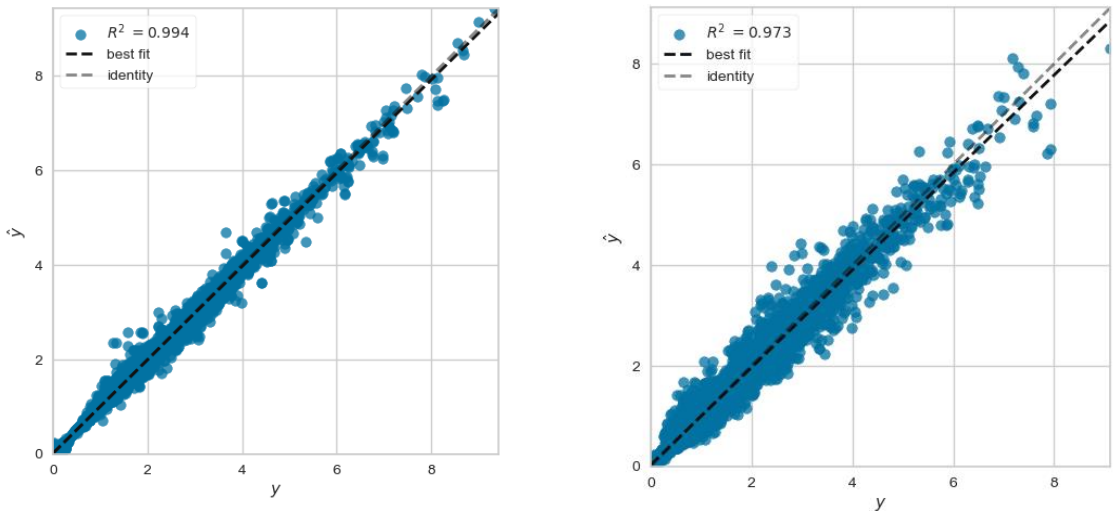 R² = 0.994
best fit
identity
8
6
4
2
0
ŷ
0 2 4 6 8
y
R² = 0.973
best fit
identity
8
6
4
2
0
ŷ
0 2 4 6 8
y